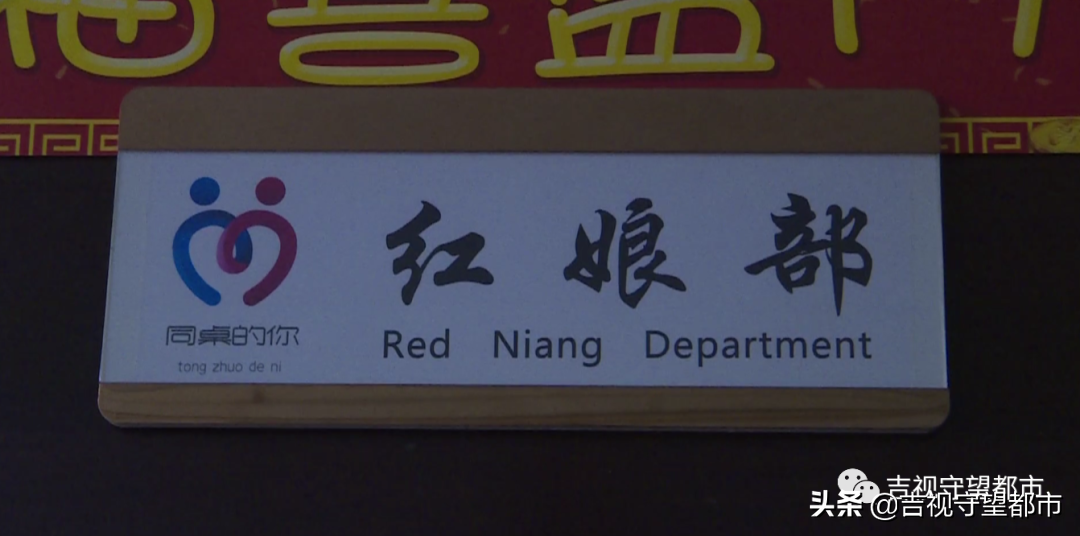 红娘部
Red Niang Department
同桌的你
tong zhuo de ni
吉视守望都市
头条 @吉视守望都市